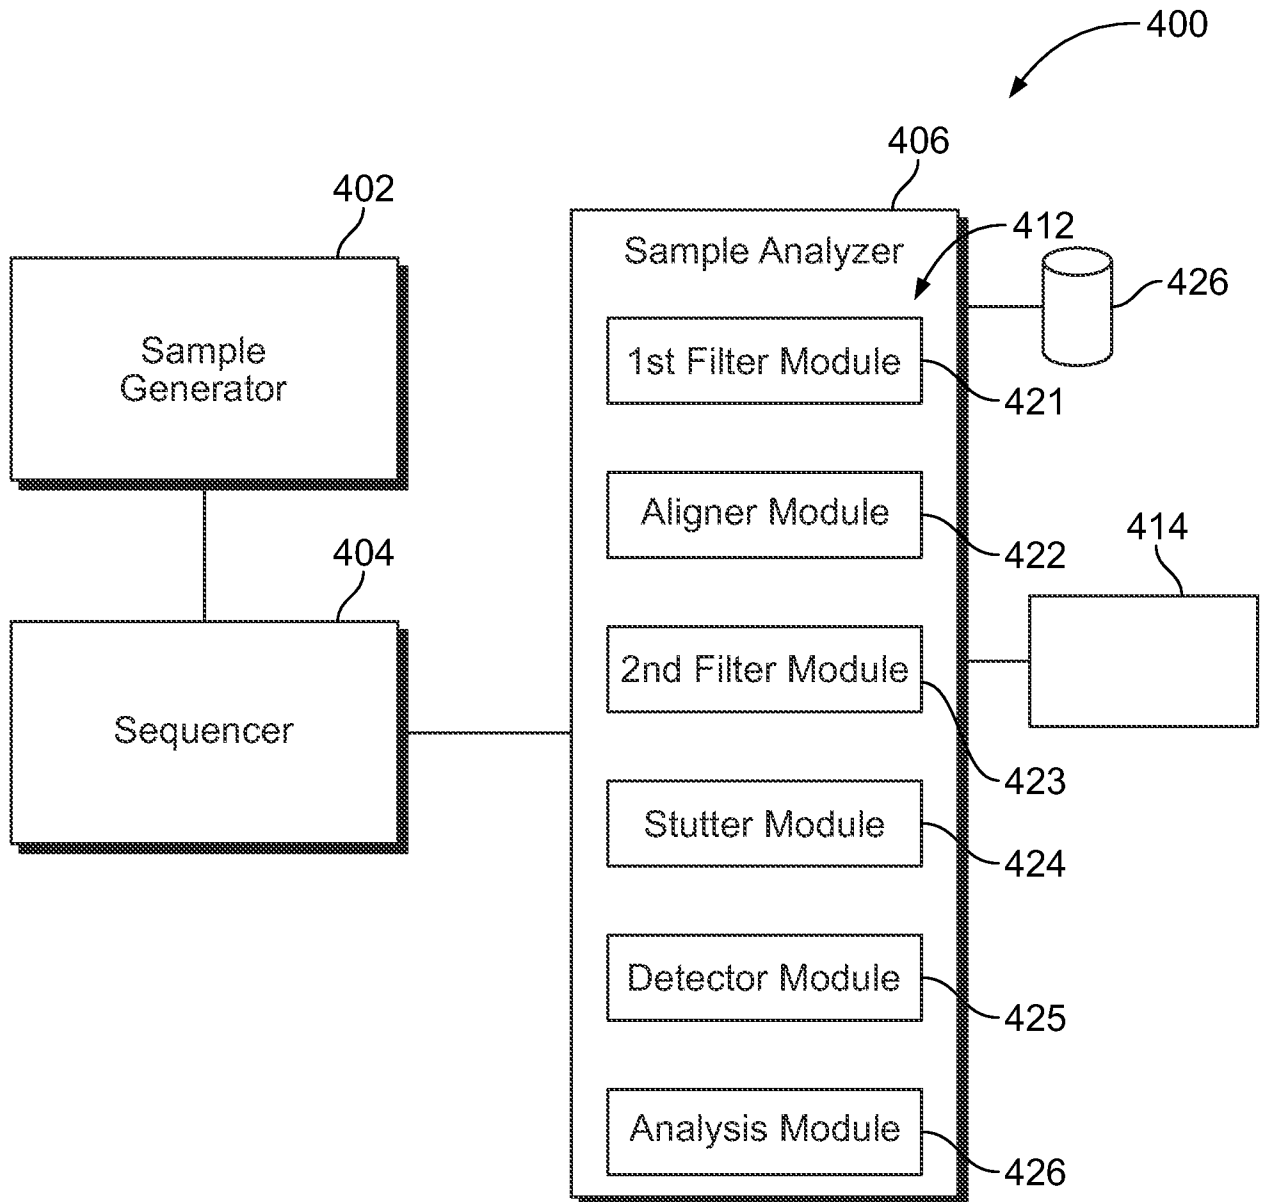 400
406
402
412
Sample Analyzer
426
Sample
Generator
1st Filter Module
421
Aligner Module
422
414
404
2nd Filter Module
Sequencer
423
Stutter Module
424
Detector Module
425
Analysis Module
426